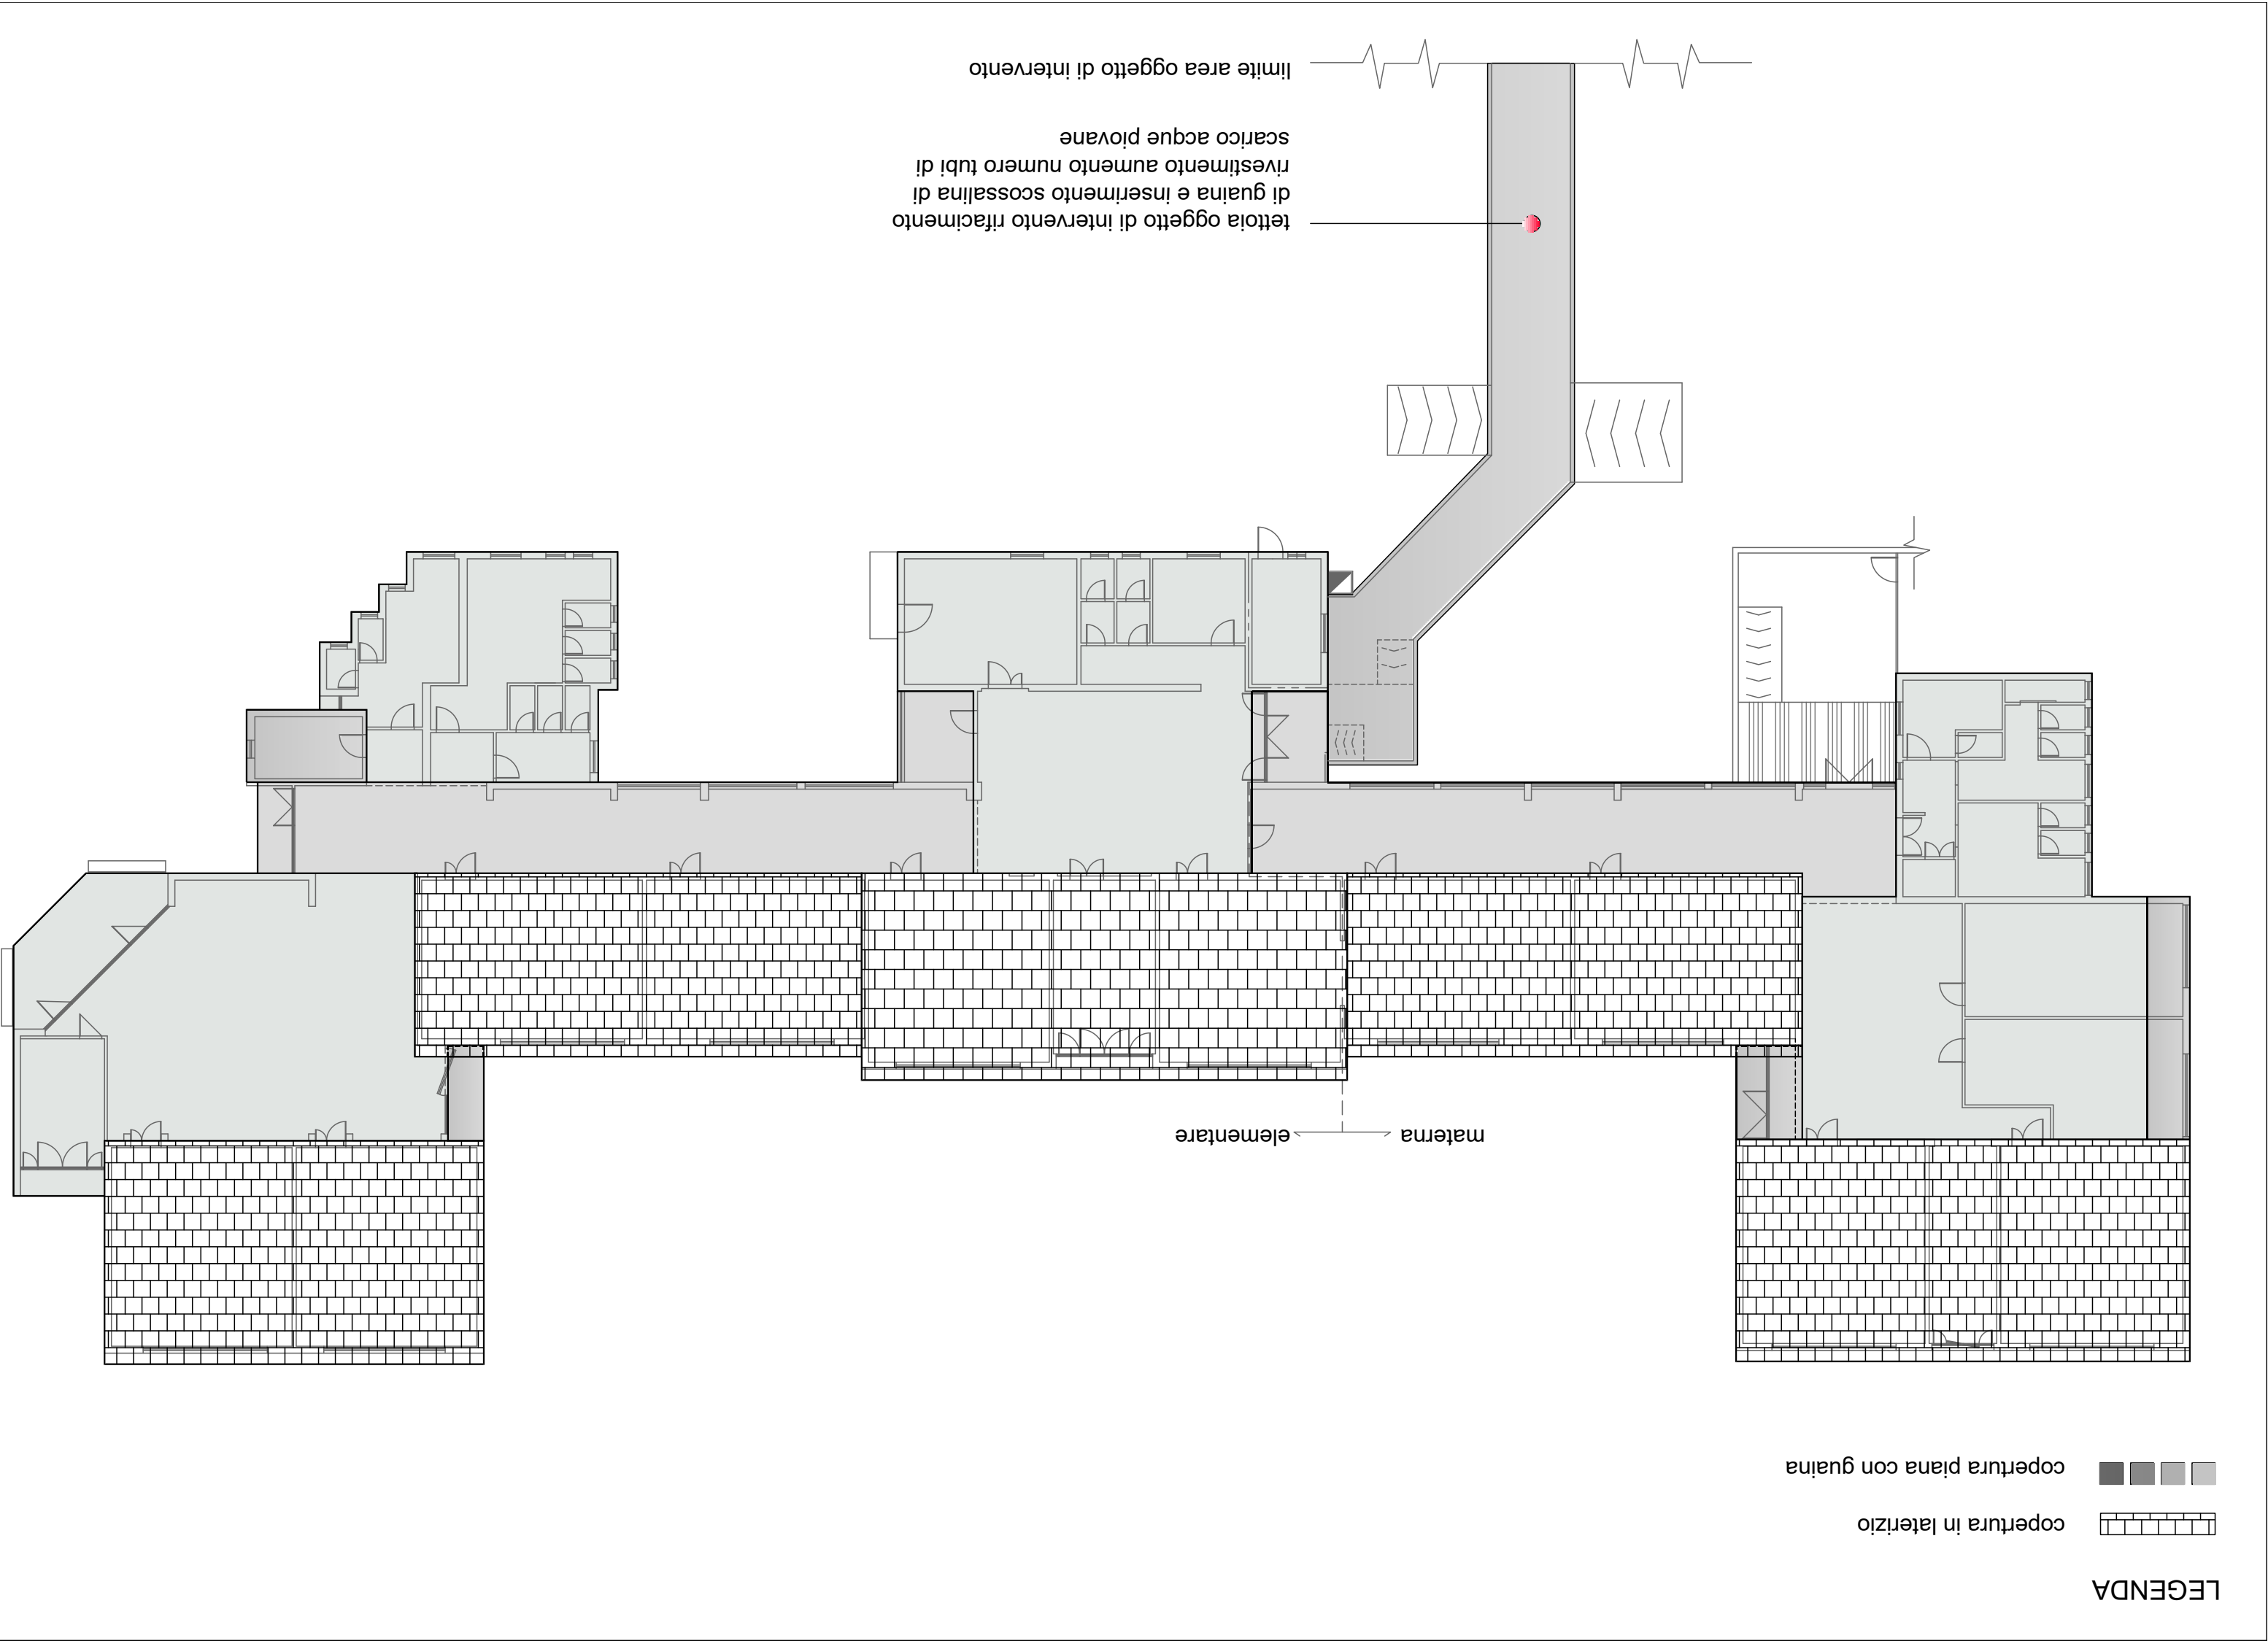 LEGENDA
copertura in laterizio
copertura piana con guaina
materna
elementare
tettoia oggetto di intervento rifacimento
di guaina e inserimento scossalina di
rivestimento aumento numero tubi di
scarico acque piovane
limite area oggetto di intervento